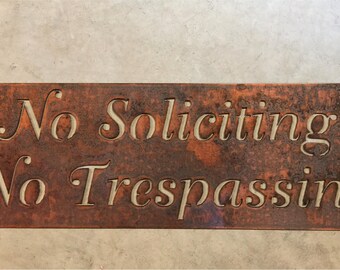 No Soliciting
No Trespassin